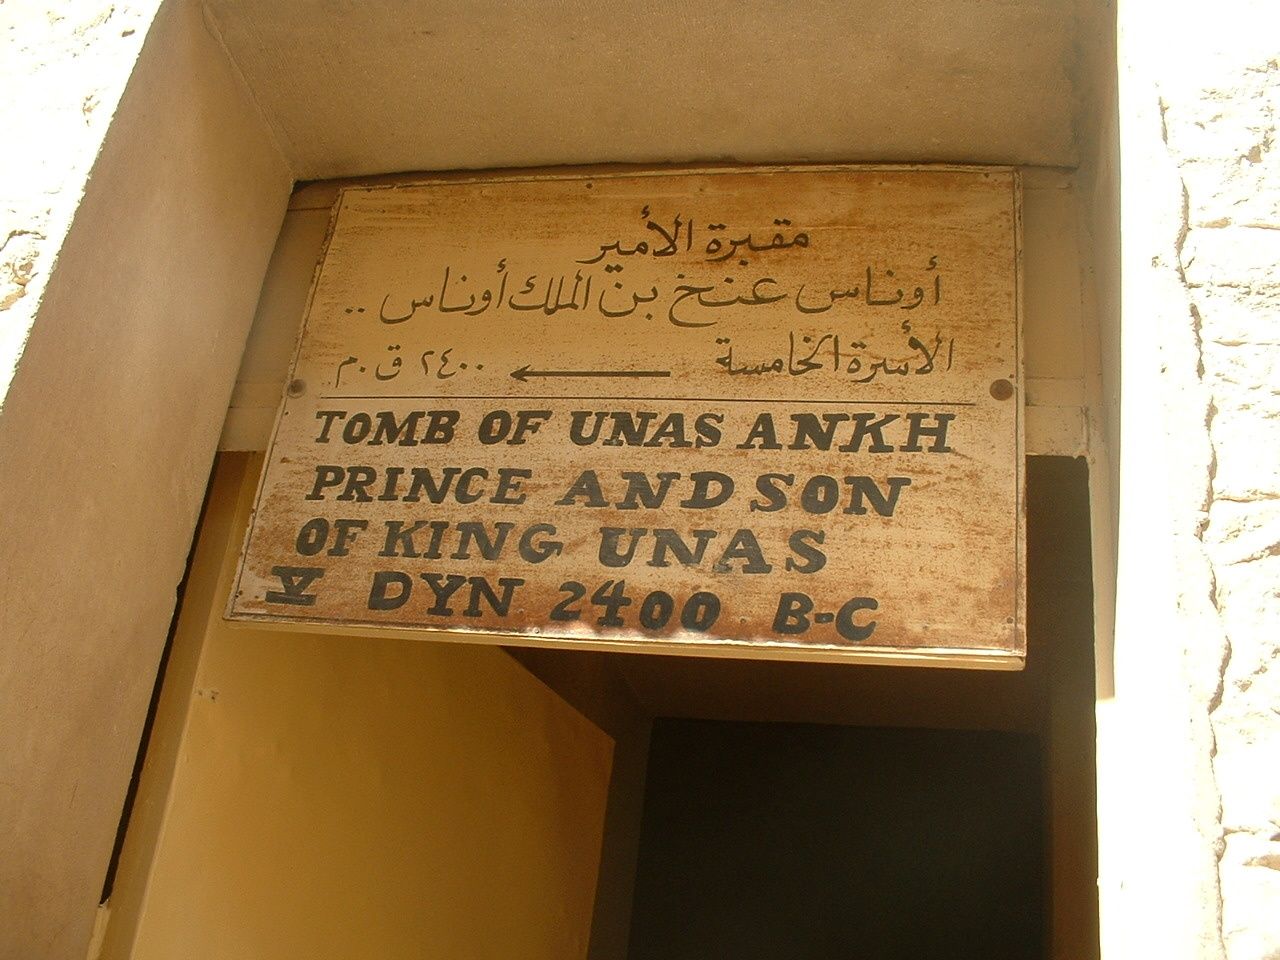 مقبرة الأمير
أوناس عنخ بن الملك أوناس ..
الأسرة الخامسة ← ٢٤٠٠ ق.م
TOMB OF UNAS ANKH
PRINCE AND SON
OF KING UNAS
V DYN 2400 B-C